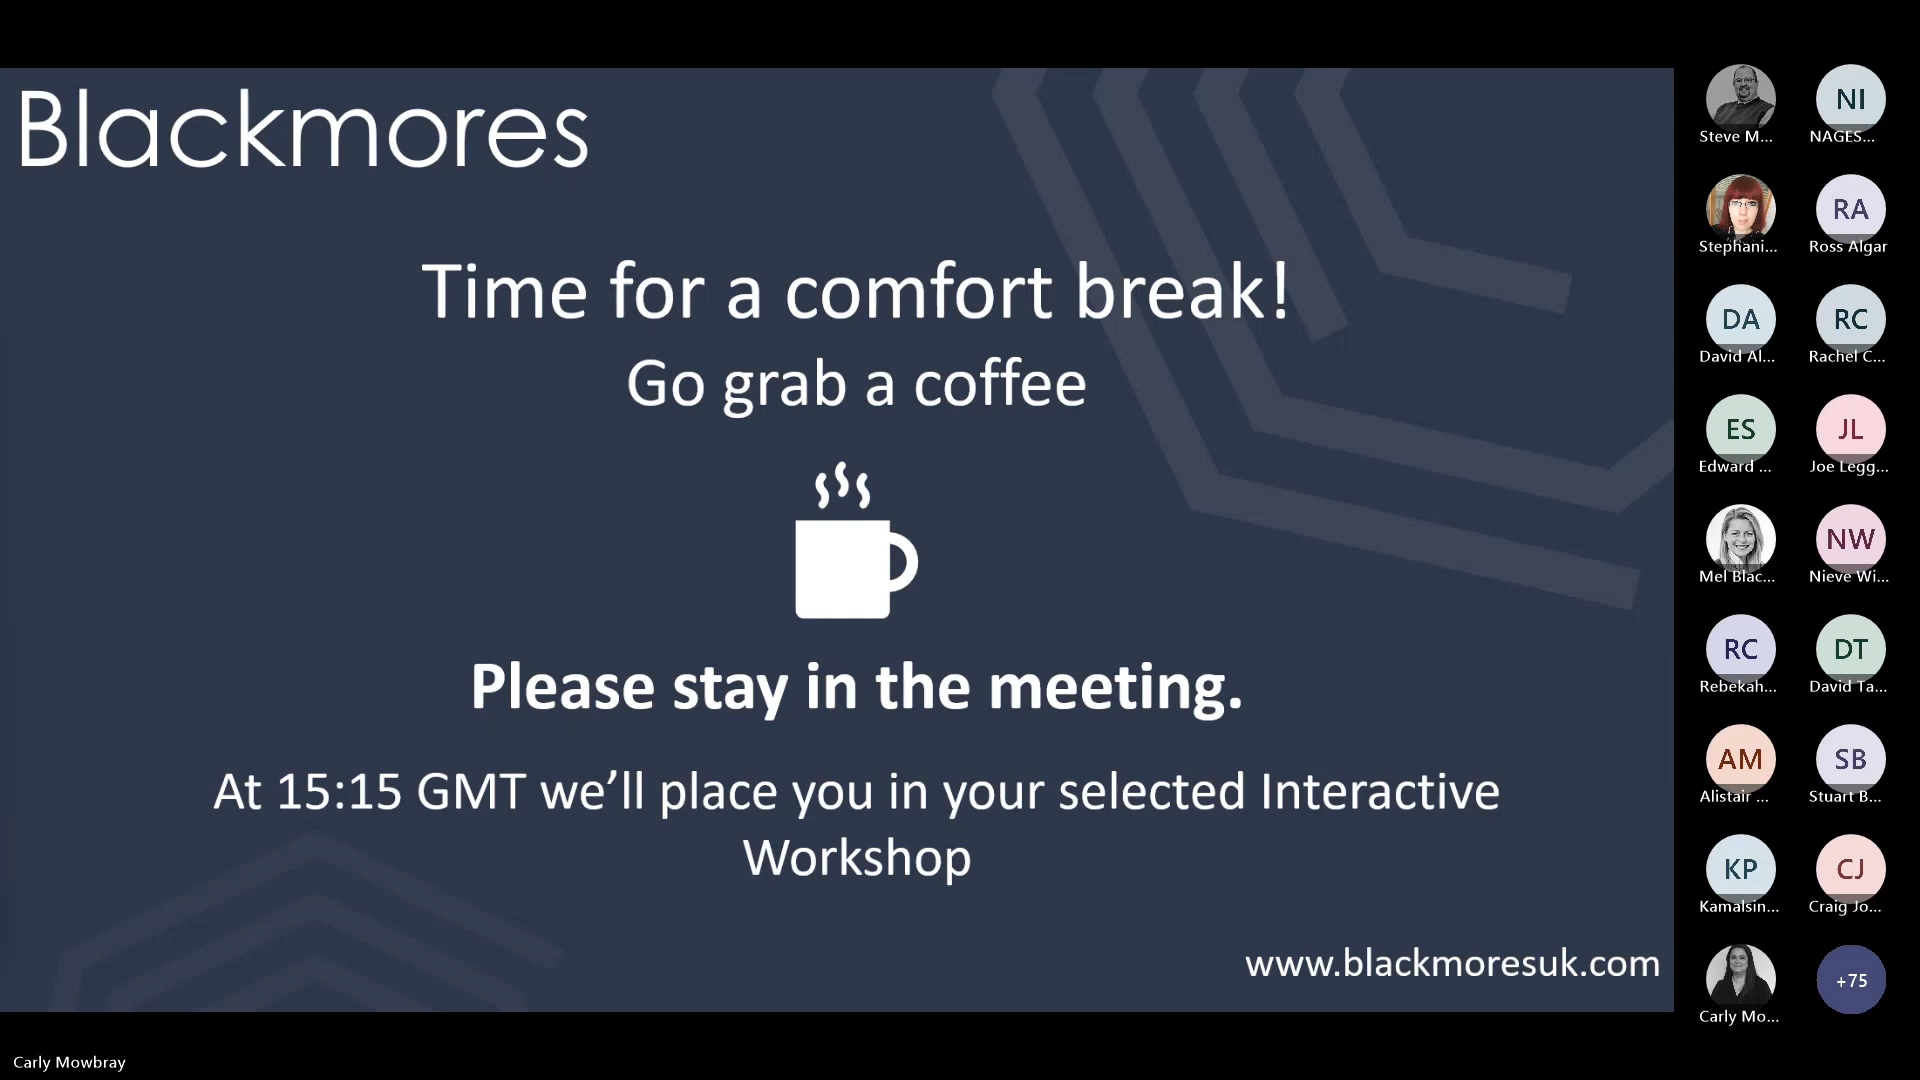 Blackmores
Time for a comfort break!
Go grab a coffee
Please stay in the meeting.
At 15:15 GMT we’ll place you in your selected Interactive
Workshop
www.blackmoresuk.com
Steve M...
NI
NAGES...
Stephani...
RA
Ross Algar
DA
David Al...
RC
Rachel C...
ES
Edward ...
JL
Joe Legg...
Mel Blac...
NW
Nieve Wi...
RC
Rebekah...
DT
David Ta...
AM
Alistair ...
SB
Stuart B...
KP
Kamalsin...
CJ
Craig Jo...
Carly Mo...
+75
Carly Mowbray